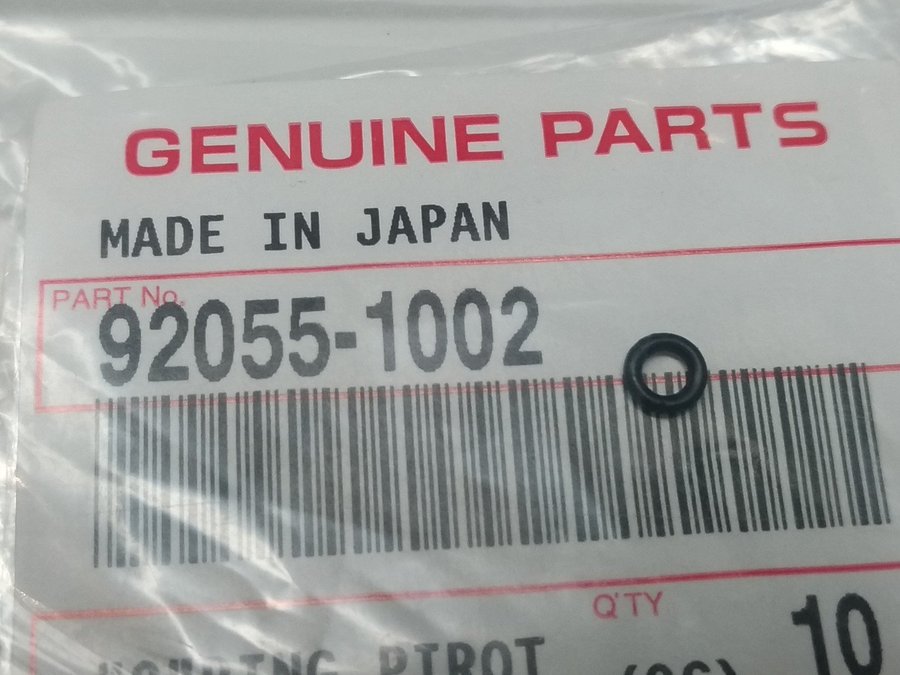 GENUINE PARTS
MADE IN JAPAN
PART No.
92055-1002
Q'TY
10